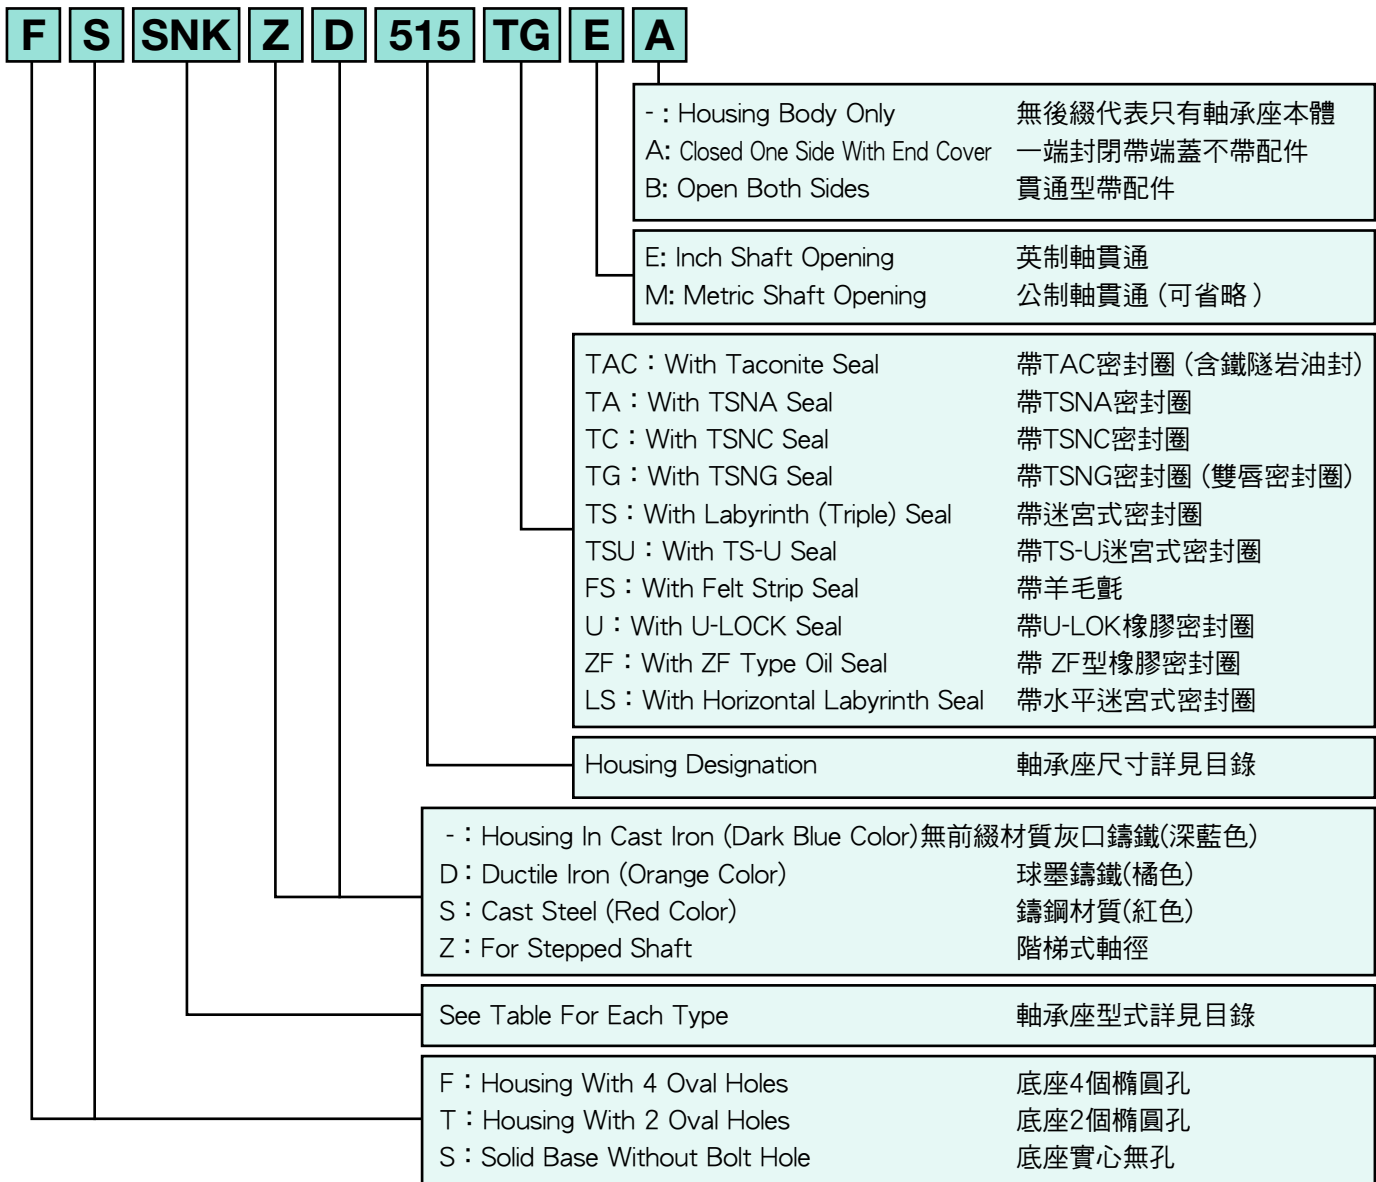 F S SNK Z D 515 TG E A
- : Housing Body Only 無後綴代表只有軸承座本體
A: Closed One Side With End Cover 一端封閉帶端蓋不帶配件
B: Open Both Sides 貫通型帶配件
E: Inch Shaft Opening 英制軸貫通
M: Metric Shaft Opening 公制軸貫通 (可省略)
TAC：With Taconite Seal 帶TAC密封圈 (含鐵隧岩油封)
TA：With TSNA Seal 帶TSNA密封圈
TC：With TSNC Seal 帶TSNC密封圈
TG：With TSNG Seal 帶TSNG密封圈 (雙唇密封圈)
TS：With Labyrinth (Triple) Seal 帶迷宮式密封圈
TSU：With TS-U Seal 帶TS-U迷宮式密封圈
FS：With Felt Strip Seal 帶羊毛氈
U：With U-LOCK Seal 帶U-LOK橡膠密封圈
ZF：With ZF Type Oil Seal 帶 ZF型橡膠密封圈
LS：With Horizontal Labyrinth Seal 帶水平迷宮式密封圈
Housing Designation 軸承座尺寸詳見目錄
-：Housing In Cast Iron (Dark Blue Color)無前綴材質灰口鑄鐵(深藍色)
D：Ductile Iron (Orange Color) 球墨鑄鐵(橘色)
S：Cast Steel (Red Color) 鑄鋼材質(紅色)
Z：For Stepped Shaft 階梯式軸徑
See Table For Each Type 軸承座型式詳見目錄
F：Housing With 4 Oval Holes 底座4個橢圓孔
T：Housing With 2 Oval Holes 底座2個橢圓孔
S：Solid Base Without Bolt Hole 底座實心無孔